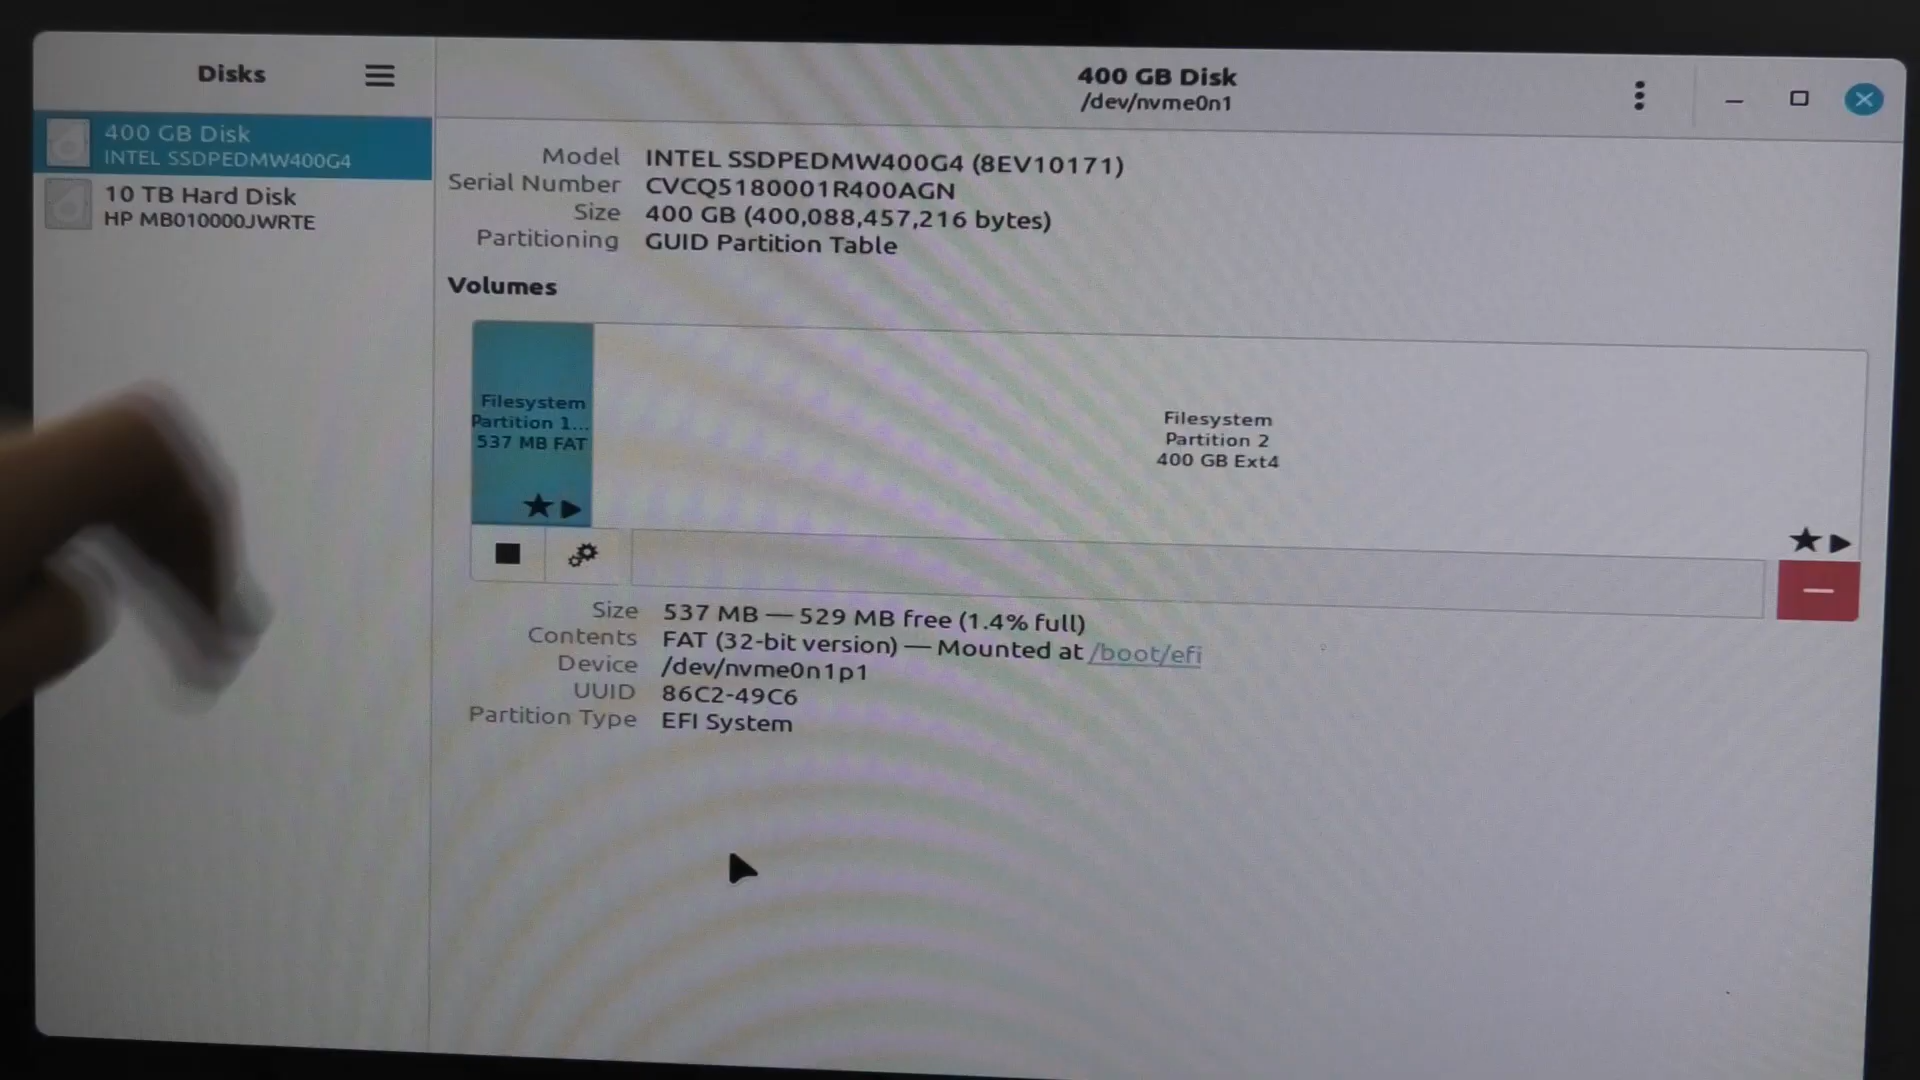 Disks
400 GB Disk
INTEL SSDPEDMW400G4
10 TB Hard Disk
HP MB010000JWRTE
400 GB Disk
/dev/nvme0n1
Model INTEL SSDPEDMW400G4 (8EV10171)
Serial Number CVCQ5180001R400AGN
Size 400 GB (400,088,457,216 bytes)
Partitioning GUID Partition Table
Volumes
Filesystem
Partition 1...
537 MB FAT
Filesystem
Partition 2
400 GB Ext4
Size 537 MB — 529 MB free (1.4% full)
Contents FAT (32-bit version) — Mounted at /boot/efi
Device /dev/nvme0n1p1
UUID 86C2-49C6
Partition Type EFI System